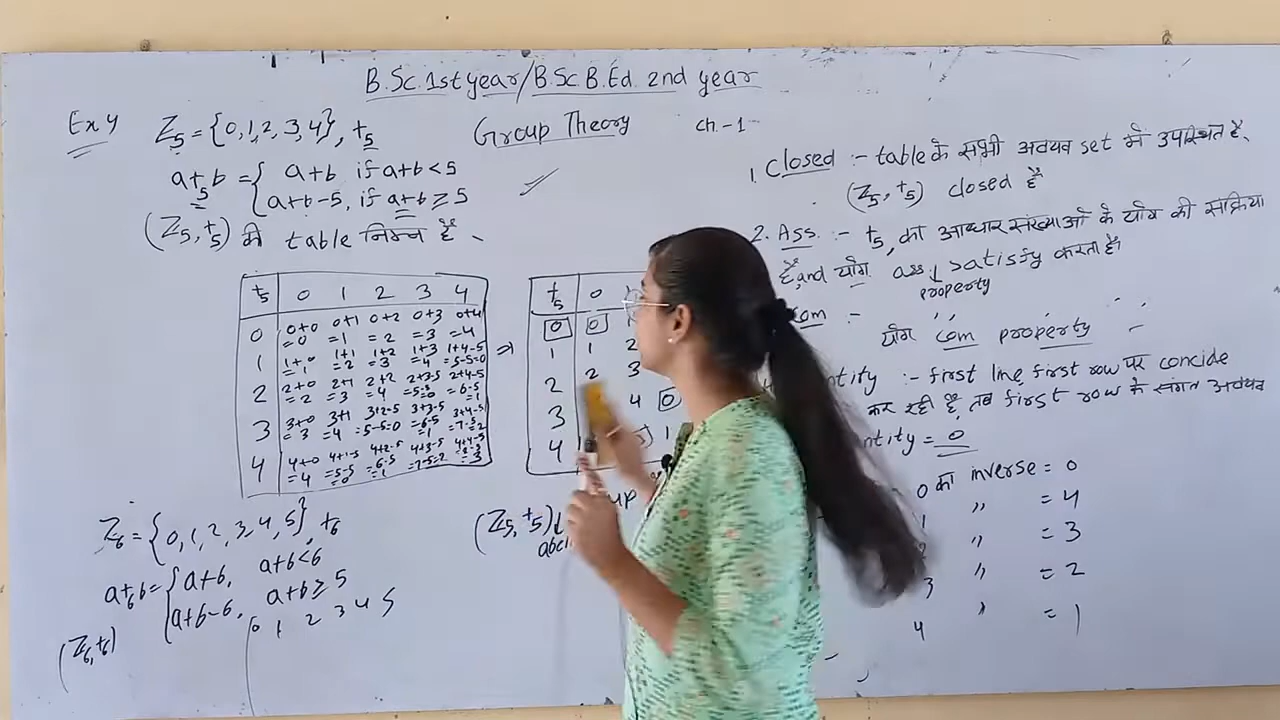 B.Sc. 1st year/B.Sc B.Ed. 2nd year
Group Theory Ch.-1
Ex 4 Z5 = {0,1,2,3,4}, +5
a+5b = { a+b if a+b<5
a+b-5, if a+b ≥ 5
(Z5, +5) की table निम्न है
+5 0 1 2 3 4
0 0+0 =0 0+1 =1 0+2 =2 0+3 =3 0+4 =4
1 1+0 =1 1+1 =2 1+2 =3 1+3 =4 1+4-5 =5-5=0
2 2+0 =2 2+1 =3 2+2 =4 2+3-5 =5-5=0 2+4-5 =6-5 =1
3 3+0 =3 3+1 =4 3+2-5 =5-5=0 3+3-5 =6-5 =1 3+4-5 =7-5=2
4 4+0 =4 4+1-5 =5-5 =0 4+2-5 =6-5 =1 4+3-5 =7-5=2 4+4-5 =3
⇒
+5 0
0 0
1 1 2
2 2 3
3 4 0
4 1
(Z5, +5)
Z6 = {0,1,2,3,4,5}, +6
a+6b = { a+b, a+b<6
a+b-6, a+b ≥ 5
(Z6, +6)
0 1 2 3 4 5
1. Closed :- table के सभी अवयव set में उपस्थित है,
(Z5, +5) closed है
2. Ass. :- +5, का आधार संख्याओं के योग की संक्रिया
है, and योग ass satisfy करता है
property
com :- " "
योग com property "
:- first line, first row पर concide
कर रही है, तब first row के संगत अवयव
= 0
0 का inverse = 0
" = 4
" = 3
3 " = 2
4 " = 1